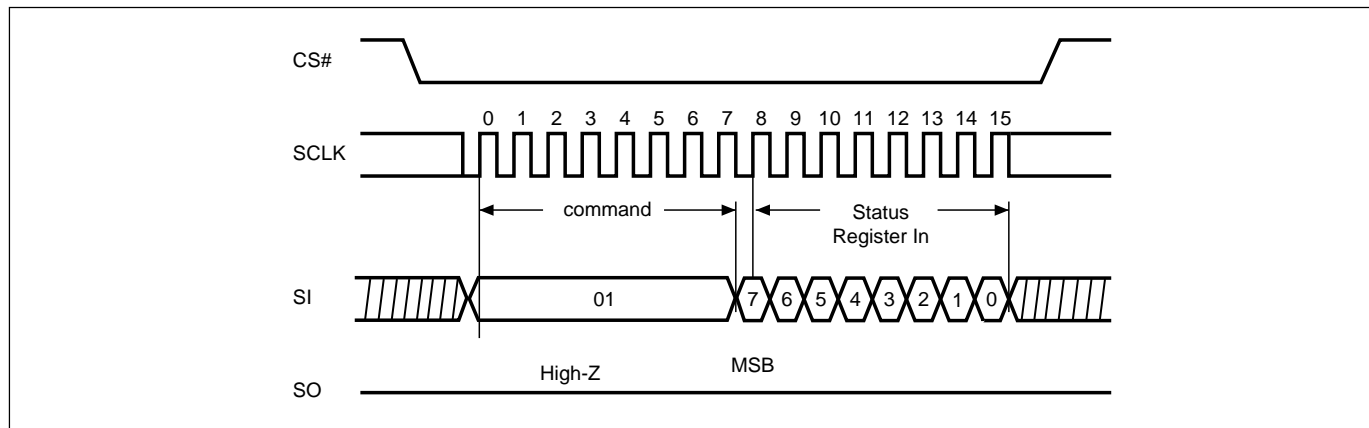 CS#
0 1 2 3 4 5 6 7 8 9 10 11 12 13 14 15
SCLK
command
Status
Register In
SI
01
7 6 5 4 3 2 1 0
MSB
High-Z
SO